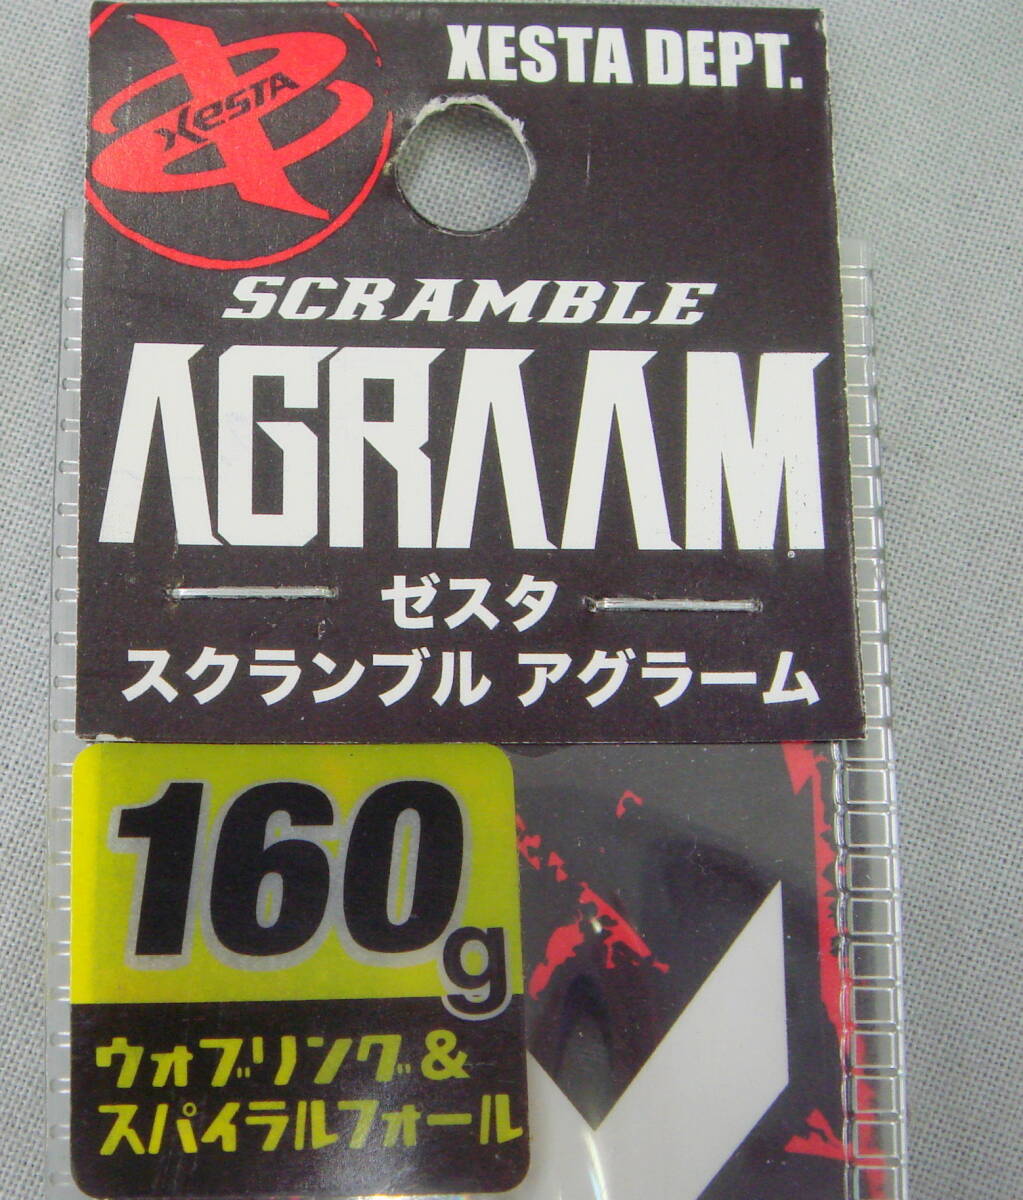 XESTA DEPT.
XESTA
SCRAMBLE
AGRAAM
ゼスタ
スクランブル アグラーム
160g
ウォブリング&
スパイラルフォール